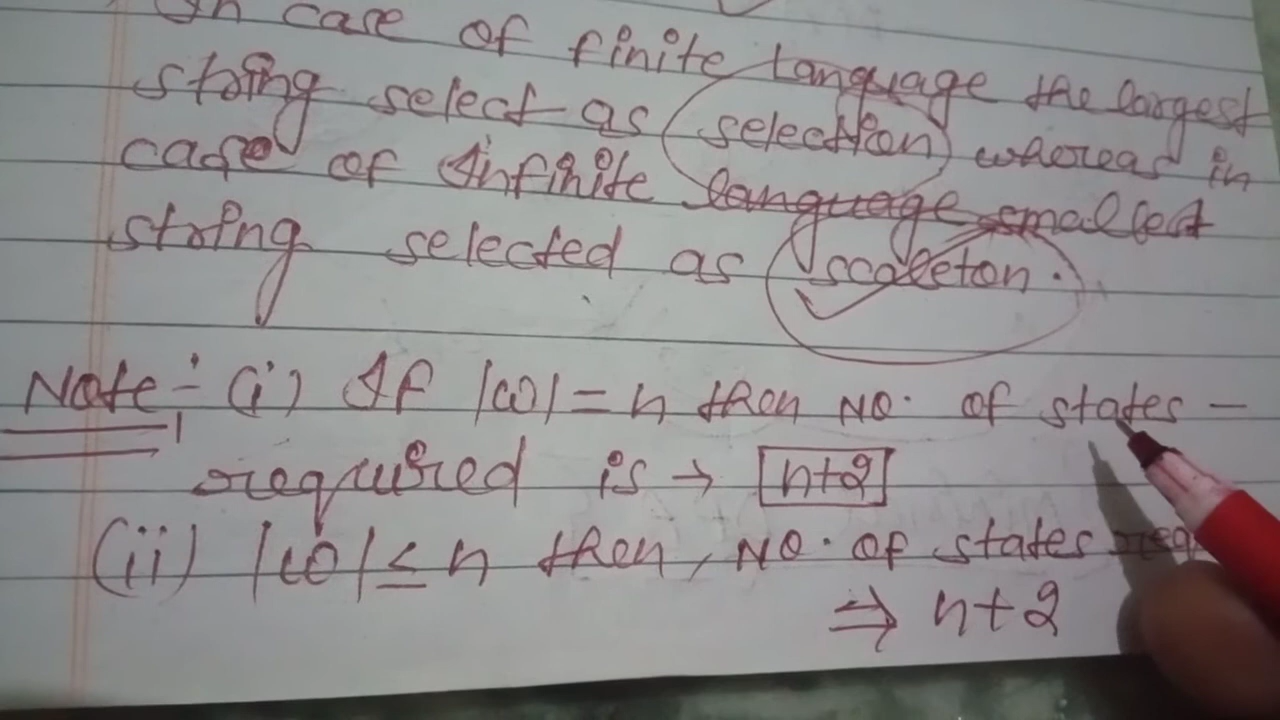 In case of finite language the largest
string select as selection whereas in
case of Infinite language smallest
string selected as scaleton.
Note:- (i) If |ω| = n then NO. of states -
required is → n+2
(ii) |ω| ≤ n then, NO. of states req
⇒ n+2